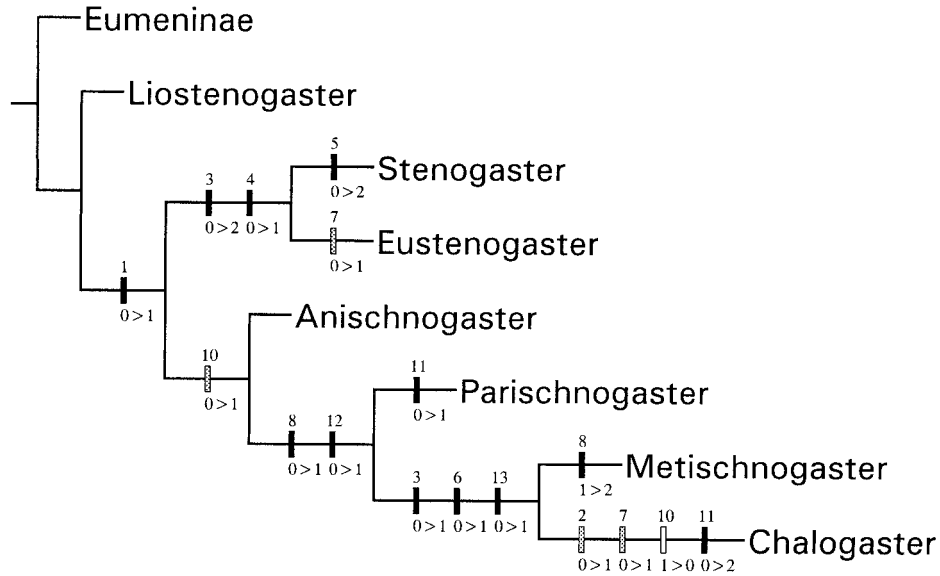 Eumeninae
Liostenogaster
5
Stenogaster
0>2
3 4
0>2 0>1
7
Eustenogaster
0>1
1
0>1
Anischnogaster
10
0>1
11
Parischnogaster
0>1
8 12
0>1 0>1
8
Metischnogaster
1>2
3 6 13
0>1 0>1 0>1
2 7 10 11
Chalogaster
0>1 0>1 1>0 0>2